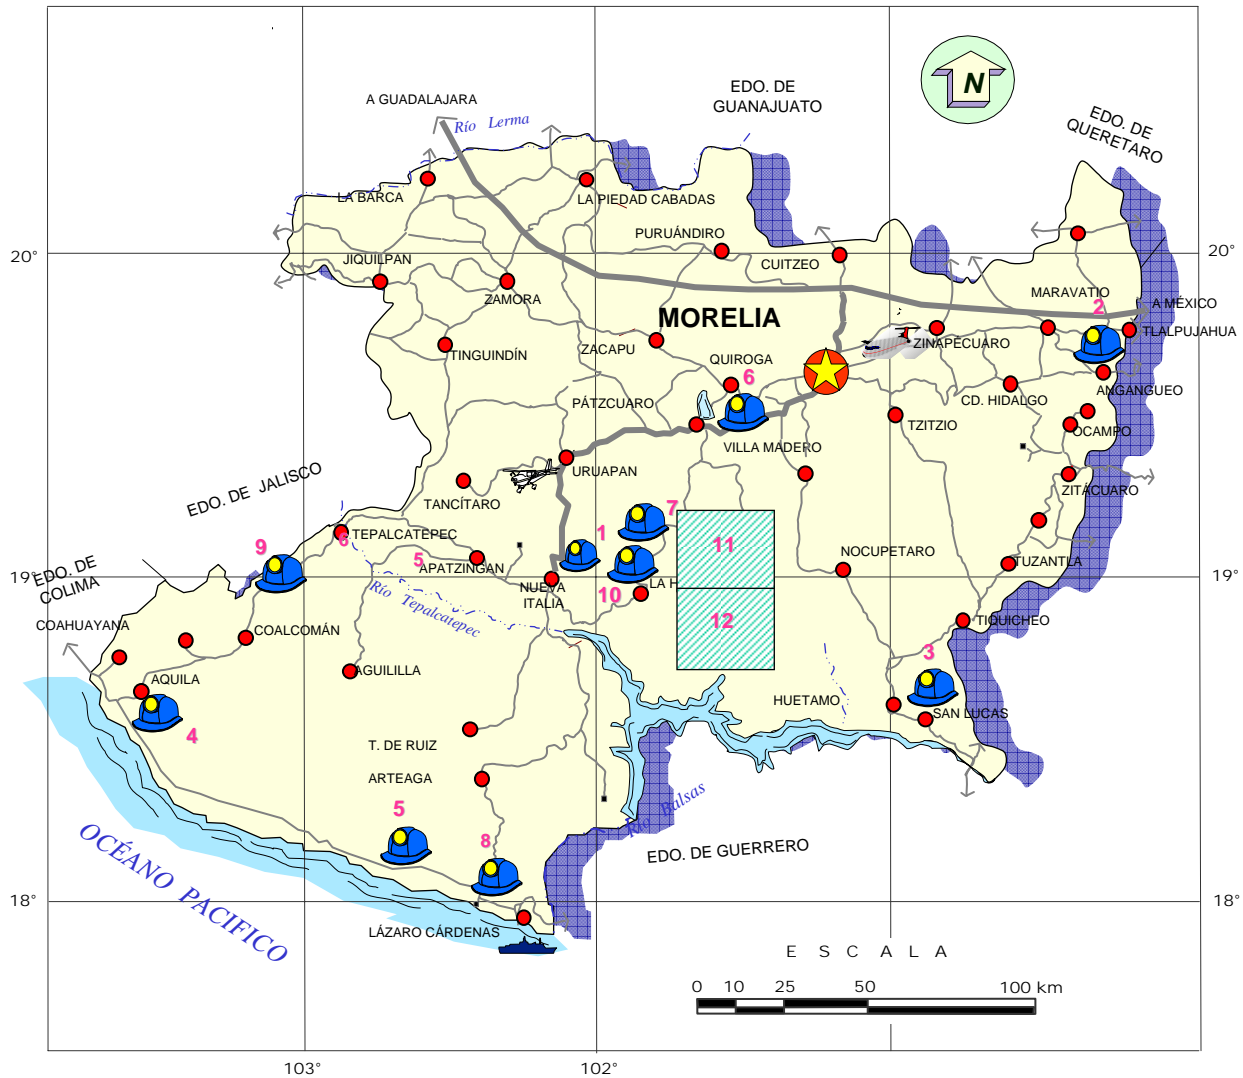 A GUADALAJARA
Río Lerma
EDO. DE
GUANAJUATO
N
EDO. DE
QUERETARO
LA BARCA
LA PIEDAD CABADAS
PURUÁNDIRO
CUITZEO
20°
20°
JIQUILPAN
ZAMORA
MARAVATIO
A MÉXICO
2
TLALPUJAHUA
MORELIA
ZINAPECUARO
TINGUINDÍN
ZACAPU
QUIROGA
6
ANGANGUEO
CD. HIDALGO
PÁTZCUARO
TZITZIO
OCAMPO
VILLA MADERO
URUAPAN
EDO. DE JALISCO
TANCÍTARO
ZITÁCUARO
7
6
TEPALCATEPEC
1
11
9
5
APATZINGAN
NOCUPETARO
TUZANTLA
EDO. DE
COLIMA
19°
19°
NUEVA
ITALIA
LA H
10
Río Tepalcatepec
12
COAHUAYANA
COALCOMÁN
TIQUICHEO
3
AQUILA
AGUILILLA
HUETAMO
SAN LUCAS
4
T. DE RUIZ
ARTEAGA
5
8
Río Balsas
EDO. DE GUERRERO
OCÉANO PACIFICO
18°
18°
LÁZARO CÁRDENAS
E S C A L A
0 10 25 50 100 km
103°
102°